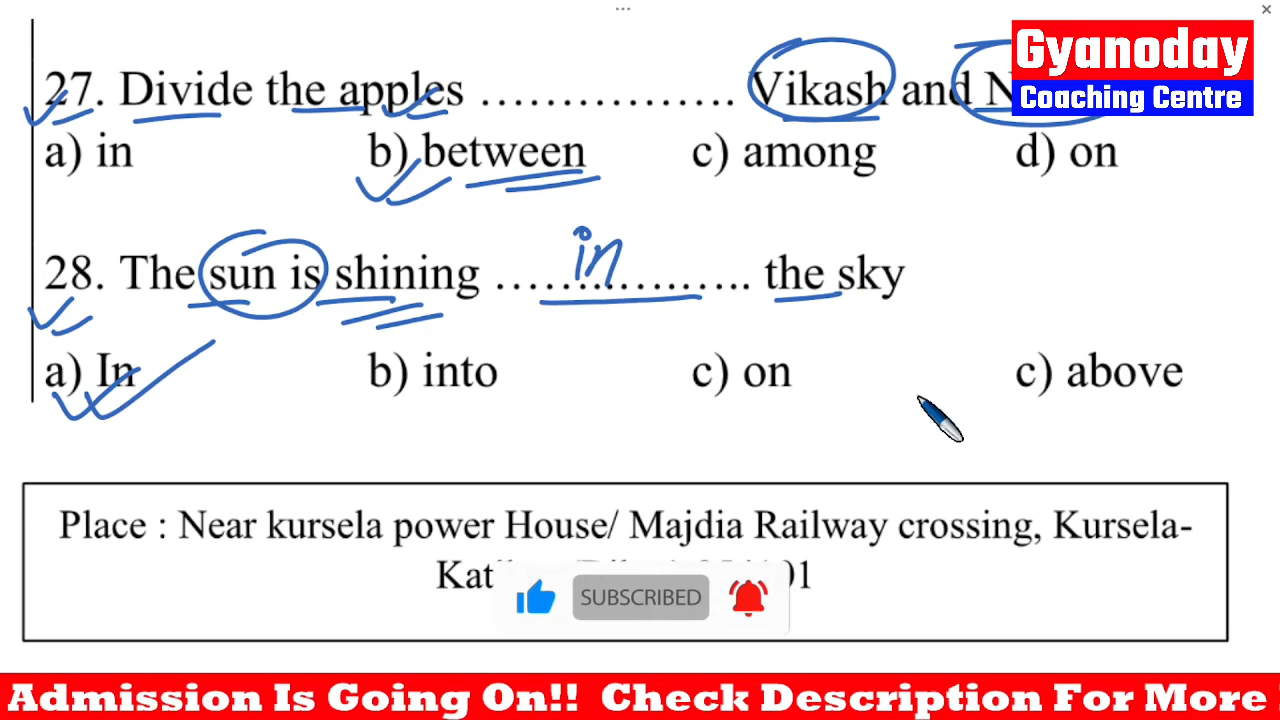 Gyanoday
Coaching Centre
27. Divide the apples ................. Vikash and
a) in b) between c) among d) on
in
28. The sun is shining ................. the sky
a) In b) into c) on c) above
Place : Near kursela power House/ Majdia Railway crossing, Kursela-
SUBSCRIBED
Admission Is Going On!! Check Description For More